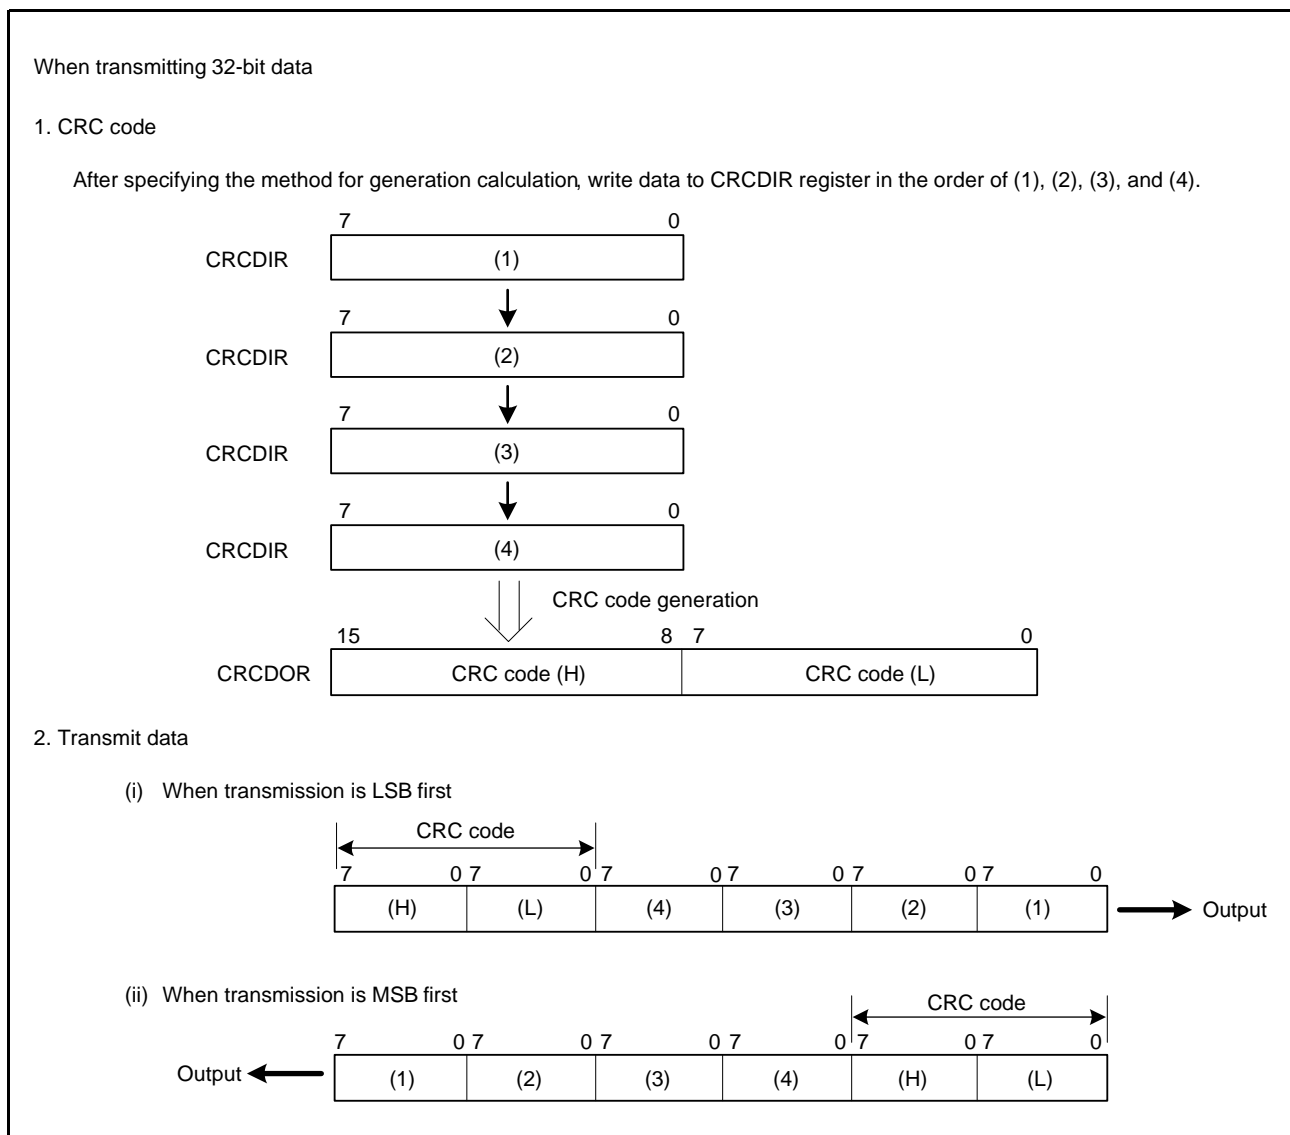 When transmitting 32-bit data
1. CRC code
After specifying the method for generation calculation, write data to CRCDIR register in the order of (1), (2), (3), and (4).
7 0
CRCDIR (1)
7 0
CRCDIR (2)
7 0
CRCDIR (3)
7 0
CRCDIR (4)
CRC code generation
15 8 7 0
CRCDOR CRC code (H) CRC code (L)
2. Transmit data
(i) When transmission is LSB first
CRC code
7 0 7 0 7 0 7 0 7 0 7 0
(H) (L) (4) (3) (2) (1) Output
(ii) When transmission is MSB first
CRC code
7 0 7 0 7 0 7 0 7 0 7 0
Output (1) (2) (3) (4) (H) (L)